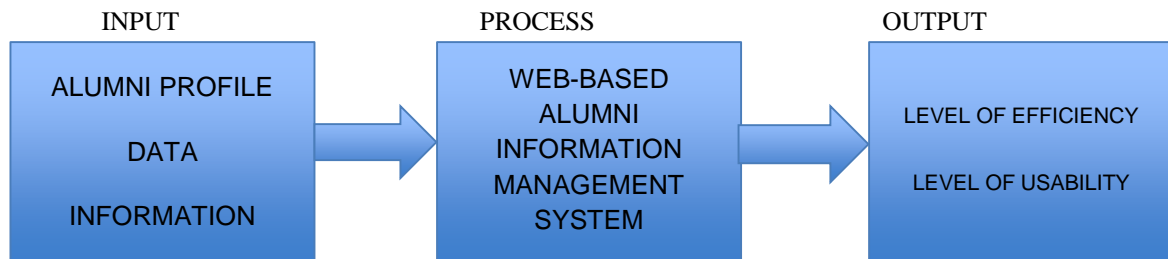 INPUT
PROCESS
OUTPUT
ALUMNI PROFILE
DATA
INFORMATION
WEB-BASED
ALUMNI
INFORMATION
MANAGEMENT
SYSTEM
LEVEL OF EFFICIENCY
LEVEL OF USABILITY